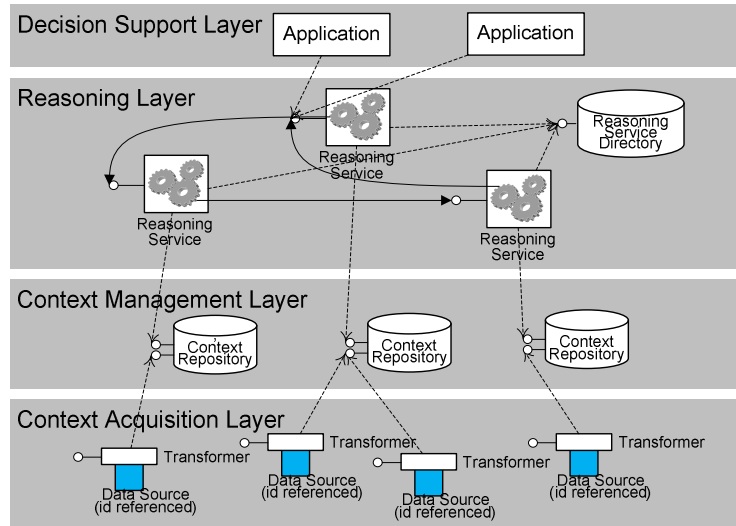 Decision Support Layer
Application
Application
Reasoning Layer
Reasoning
Service
Directory
Reasoning
Service
Reasoning
Service
Reasoning
Service
Context Management Layer
Context
Repository
Context
Repository
Context
Repository
Context Acquisition Layer
Transformer
Data Source
(id referenced)
Transformer
Data Source
(id referenced)
Data Source
(id referenced)
Transformer
Data Source
(id referenced)
Transformer